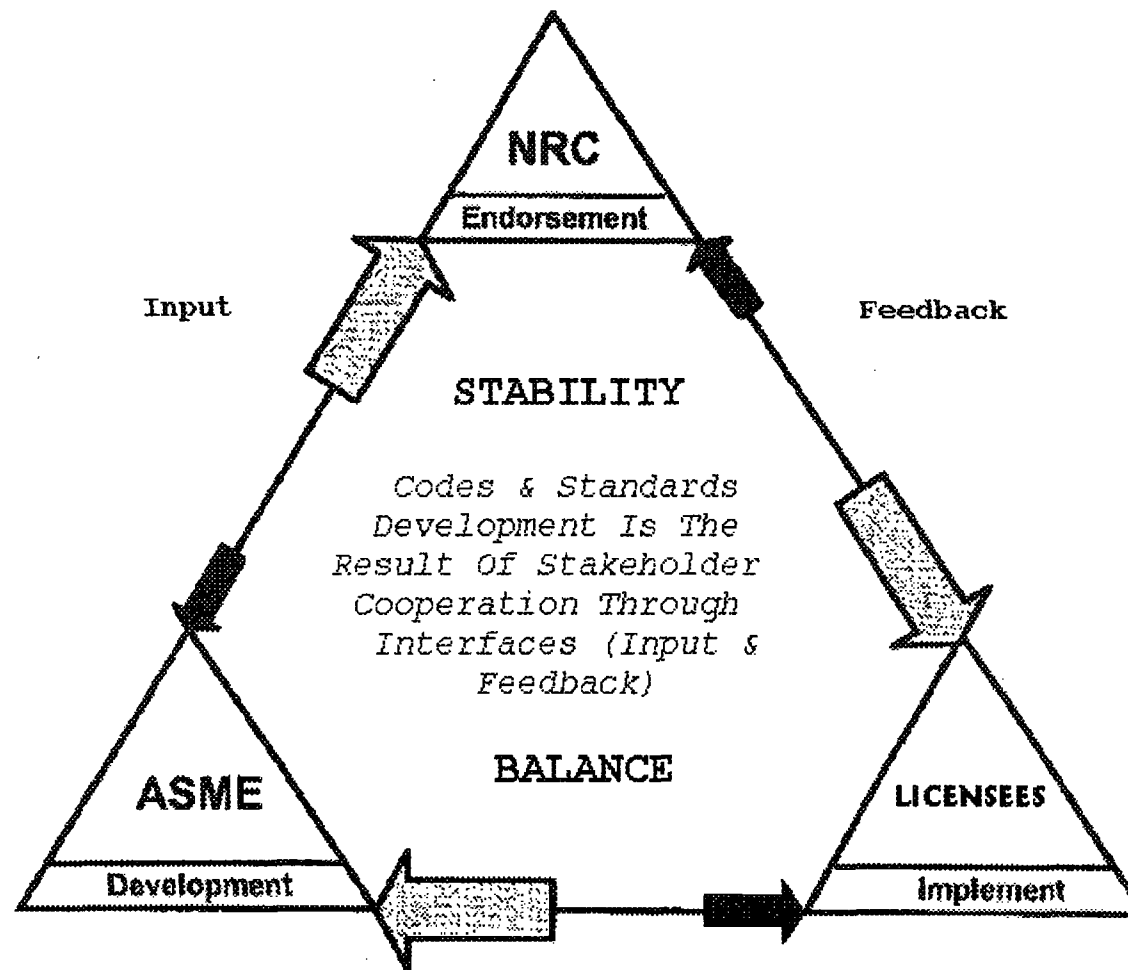 NRC
Endorsement
Input
Feedback
STABILITY
Codes & Standards
Development Is The
Result Of Stakeholder
Cooperation Through
Interfaces (Input &
Feedback)
BALANCE
ASME
Development
LICENSEES
Implement